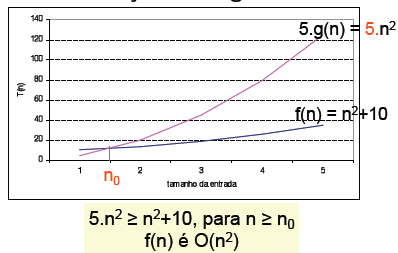 140
5.g(n) = 5.n²
120
100
f(n) = n²+10
80
60
40
20
0
T(n)
1 2 3 4 5
n₀
tamanho da entrada
5.n² ≥ n²+10, para n ≥ n₀
f(n) é O(n²)